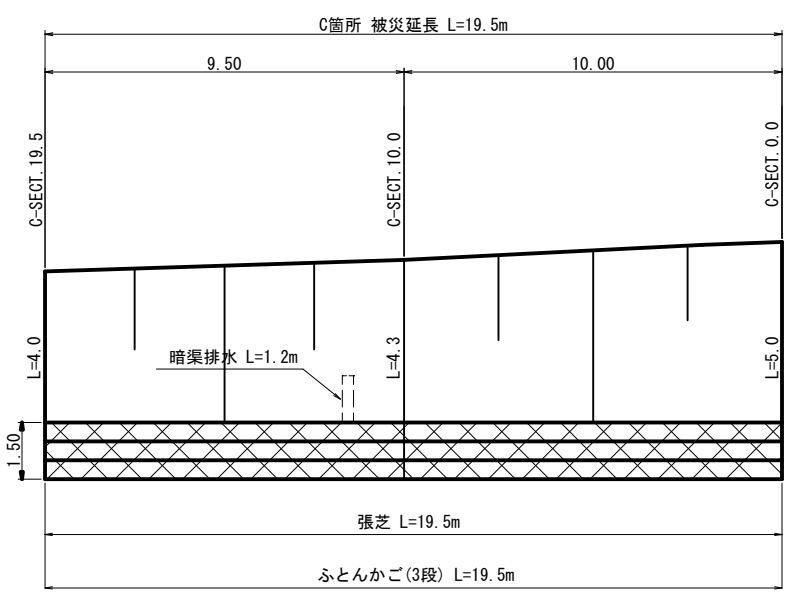 C箇所 被災延長 L=19.5m
9.50
10.00
C-SECT.19.5
C-SECT.10.0
C-SECT.0.0
L=4.0
暗渠排水 L=1.2m
L=4.3
L=5.0
1.50
張芝 L=19.5m
ふとんかご(3段) L=19.5m